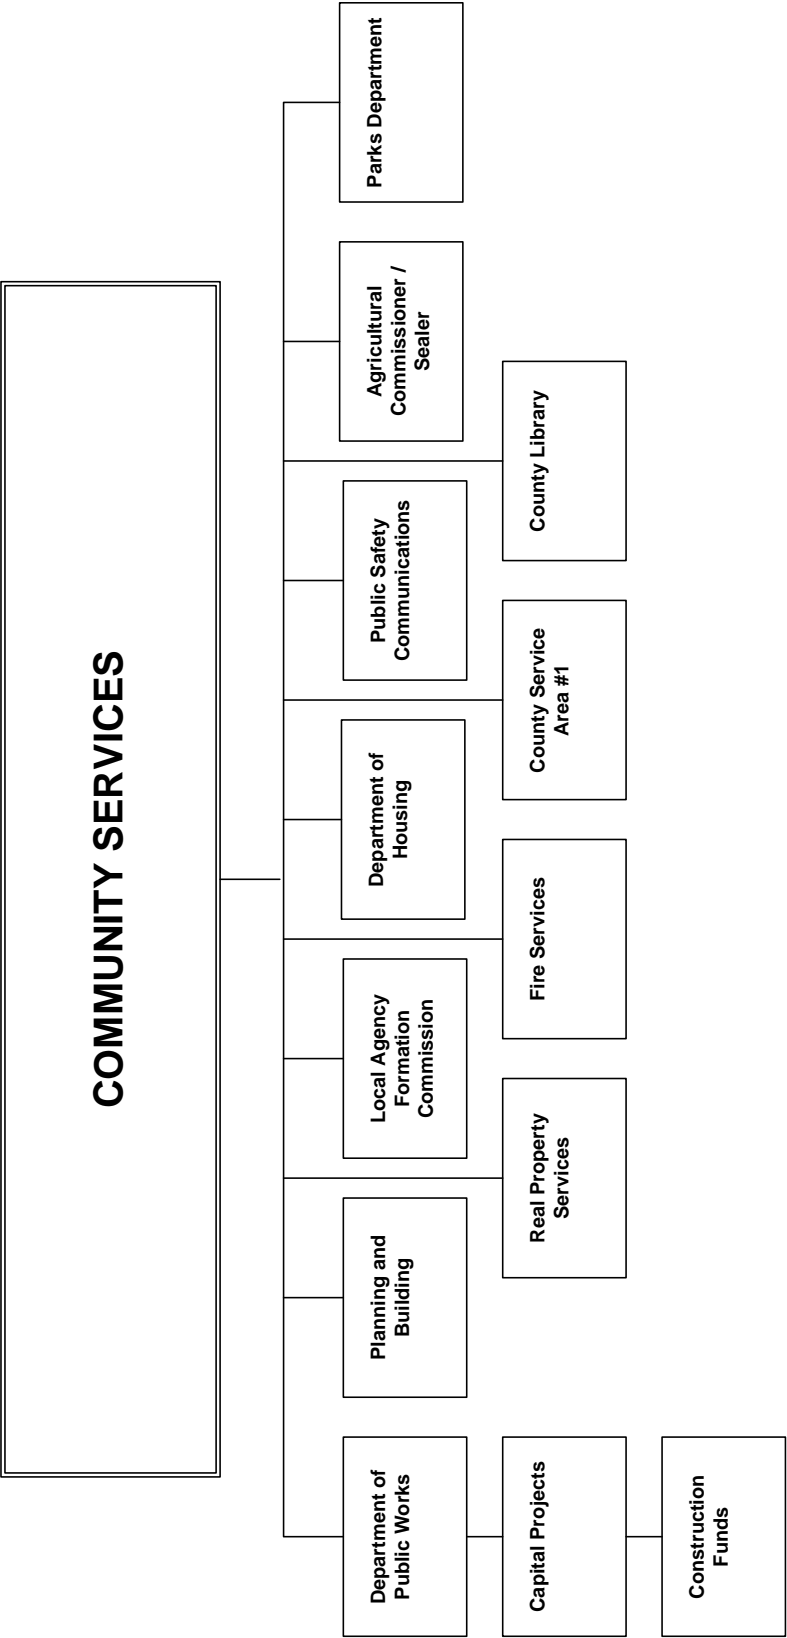 COMMUNITY SERVICES
Department of
Public Works
Planning and
Building
Local Agency
Formation
Commission
Department of
Housing
Public Safety
Communications
Agricultural
Commissioner /
Sealer
Parks Department
Capital Projects
Real Property
Services
Fire Services
County Service
Area #1
County Library
Construction
Funds